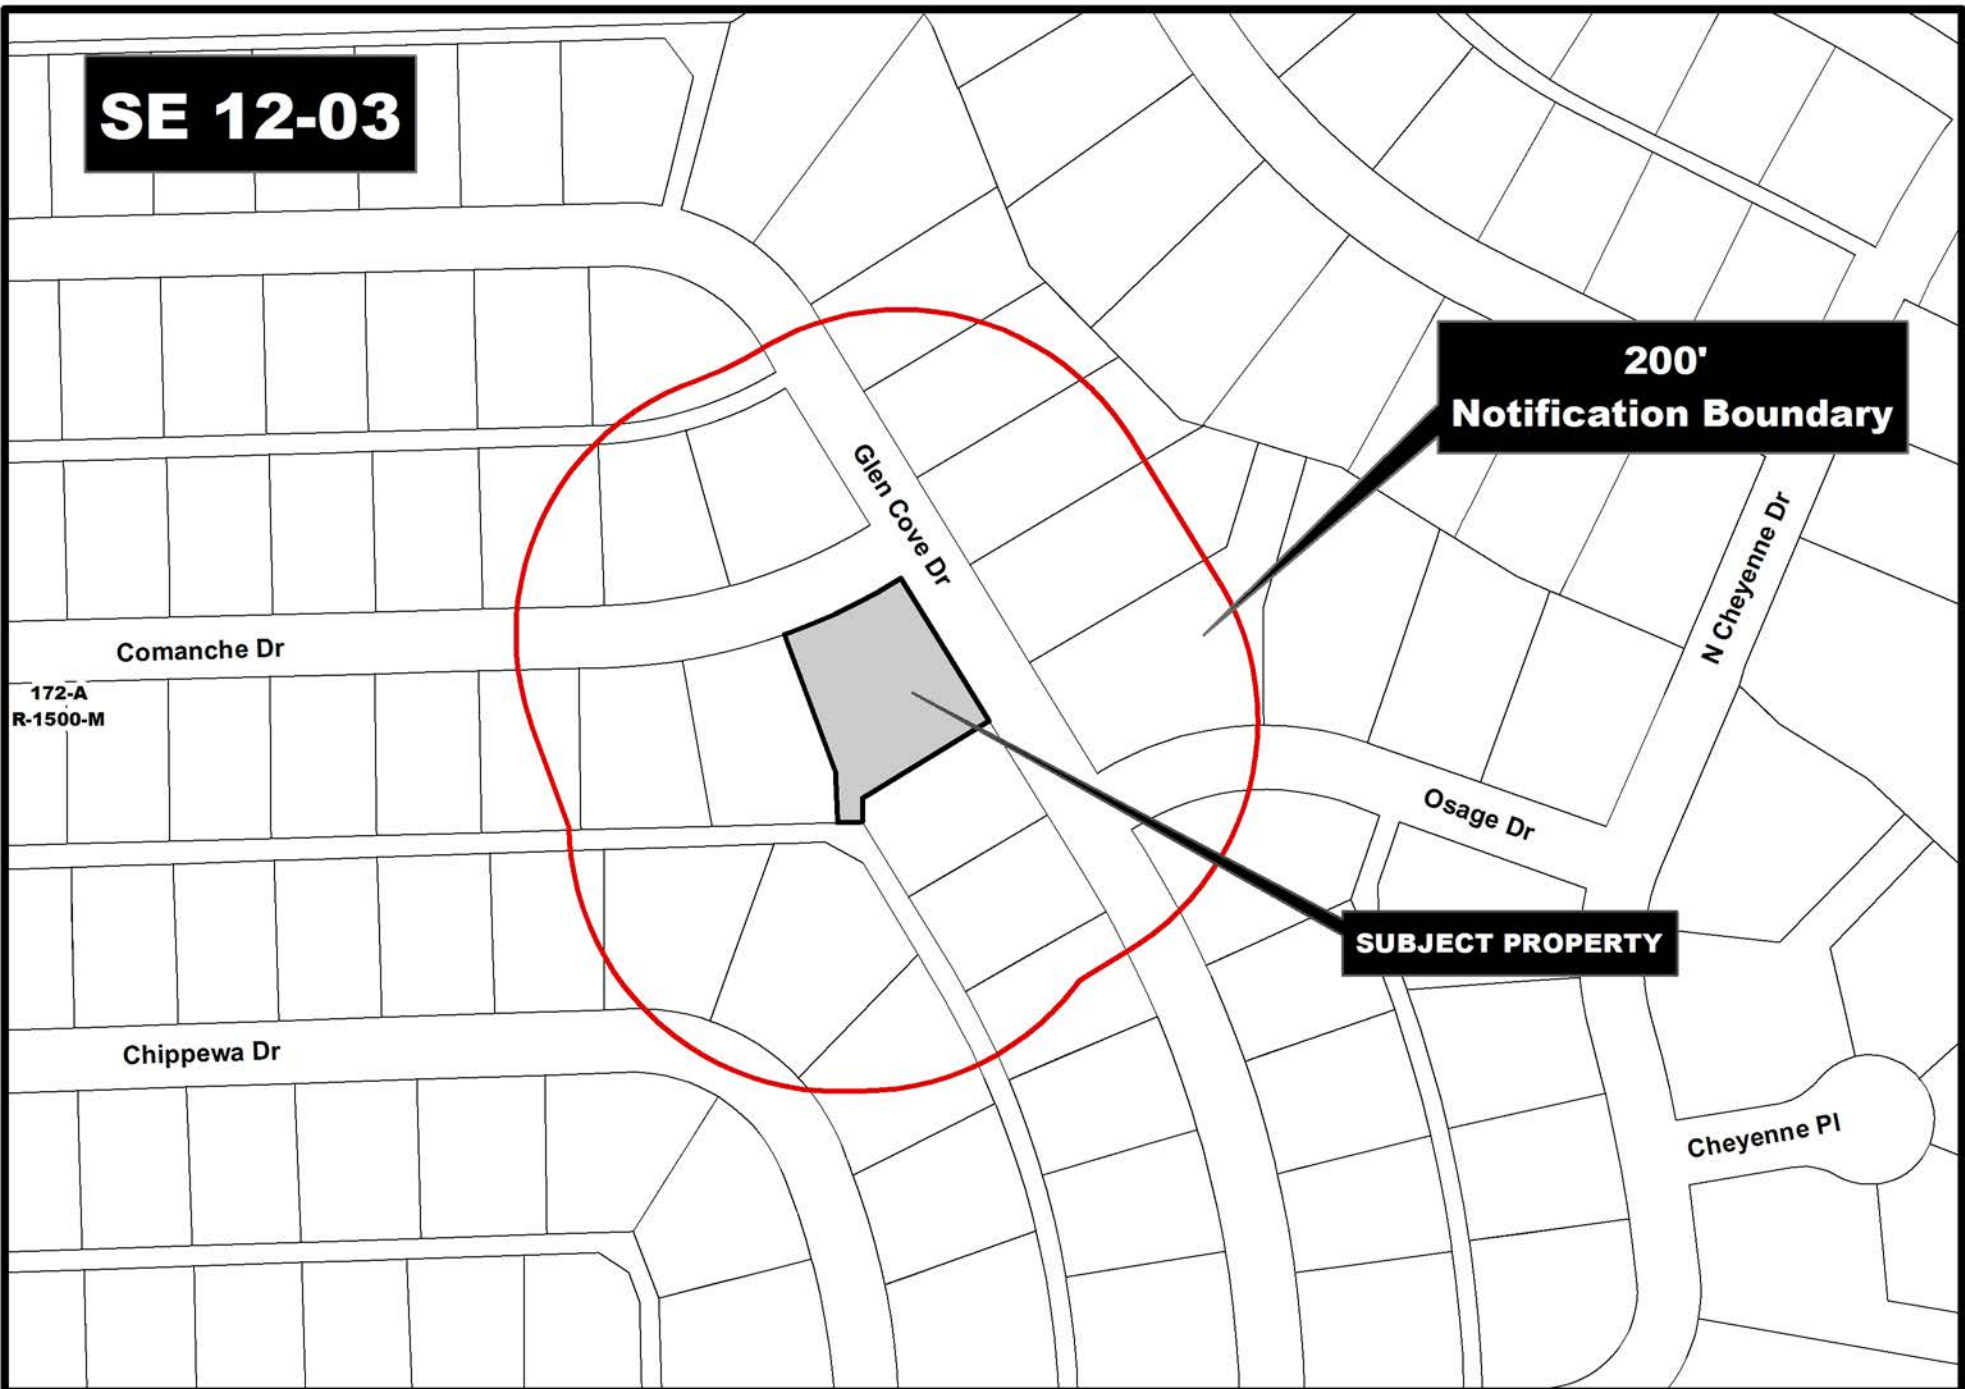 SE 12-03
200'
Notification Boundary
Glen Cove Dr
N Cheyenne Dr
Comanche Dr
172-A
R-1500-M
Osage Dr
SUBJECT PROPERTY
Chippewa Dr
Cheyenne Pl